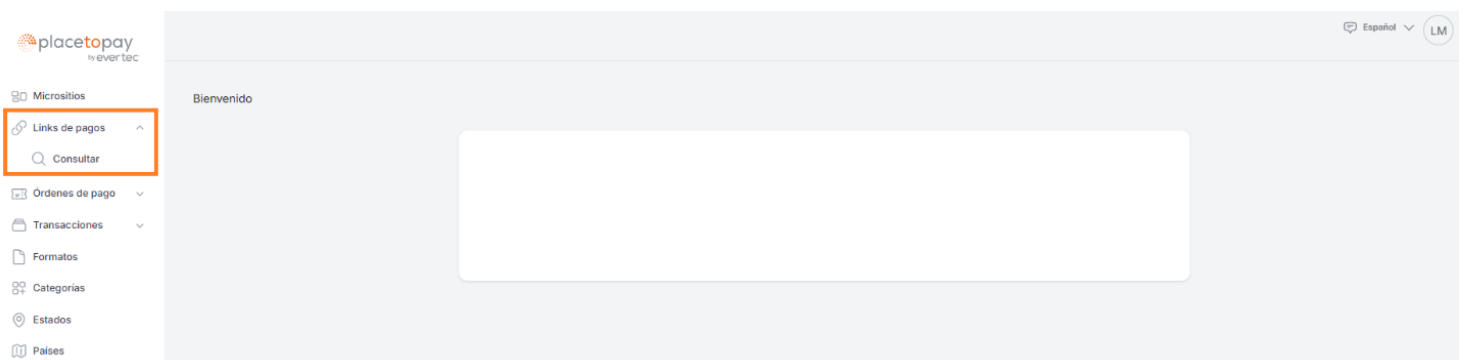 placetopay
by evertec
Español
LM
Micrositios
Bienvenido
Links de pagos
Consultar
Órdenes de pago
Transacciones
Formatos
Categorías
Estados
Países